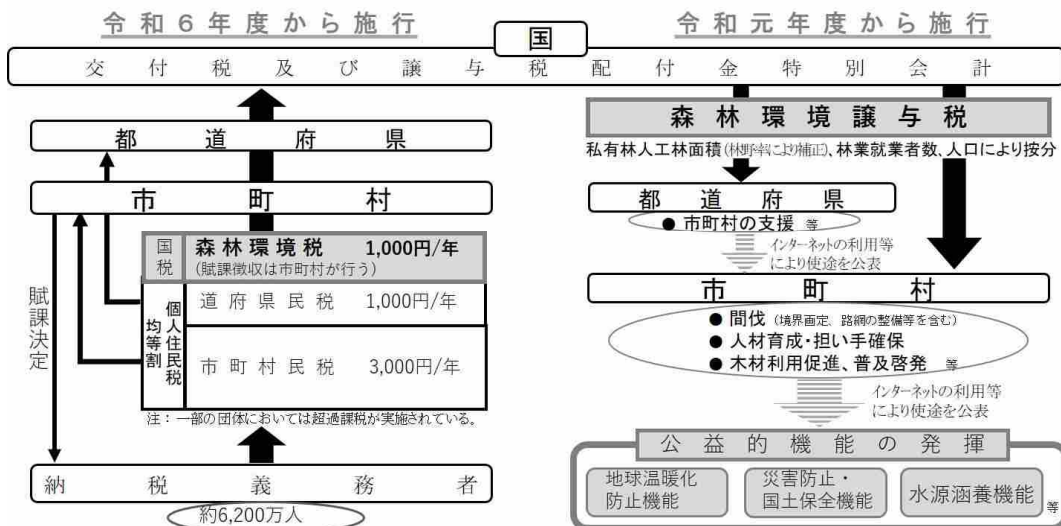 令和６年度から施行
令和元年度から施行
国
交付税及び譲与税配付金特別会計
都道府県
市町村
国税
森林環境税 1,000円/年
(賦課徴収は市町村が行う)
個人住民税
均等割
道府県民税 1,000円/年
市町村民税 3,000円/年
注：一部の団体においては超過課税が実施されている。
賦課決定
納税義務者
約6,200万人
森林環境譲与税
私有林人工林面積(林野率により補正)、林業就業者数、人口により按分
都道府県
● 市町村の支援 等
インターネットの利用等
により使途を公表
市町村
● 間伐（境界画定、路網の整備等を含む）
● 人材育成・担い手確保
● 木材利用促進、普及啓発 等
インターネットの利用等
により使途を公表
公益的機能の発揮
地球温暖化
防止機能
災害防止・
国土保全機能
水源涵養機能
等